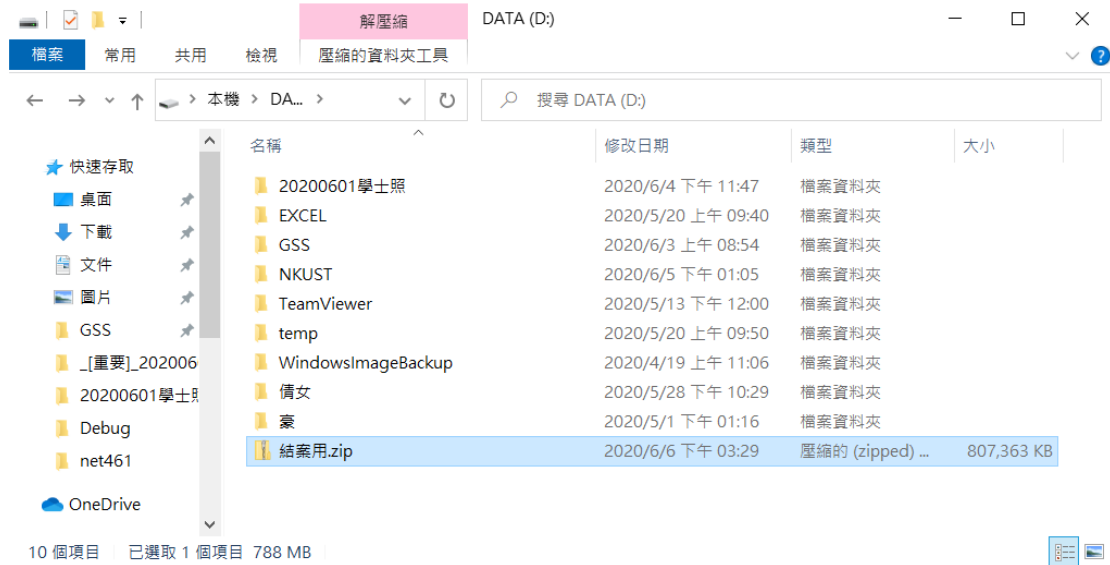 解壓縮 DATA (D:)
檔案 常用 共用 檢視 壓縮的資料夾工具
本機 DA... 搜尋 DATA (D:)
名稱 修改日期 類型 大小
快速存取
桌面
下載
文件
圖片
GSS
_[重要]_202006
20200601學士照
Debug
net461
OneDrive
20200601學士照 2020/6/4 下午 11:47 檔案資料夾
EXCEL 2020/5/20 上午 09:40 檔案資料夾
GSS 2020/6/3 上午 08:54 檔案資料夾
NKUST 2020/6/5 下午 01:05 檔案資料夾
TeamViewer 2020/5/13 下午 12:00 檔案資料夾
temp 2020/5/20 上午 09:50 檔案資料夾
WindowsImageBackup 2020/4/19 上午 11:06 檔案資料夾
倩女 2020/5/28 下午 10:29 檔案資料夾
豪 2020/5/1 下午 01:16 檔案資料夾
結案用.zip 2020/6/6 下午 03:29 壓縮的 (zipped) ... 807,363 KB
10 個項目 已選取 1 個項目 788 MB